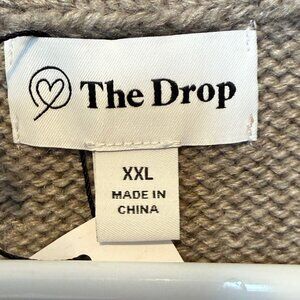 The Drop
XXL
MADE IN
CHINA